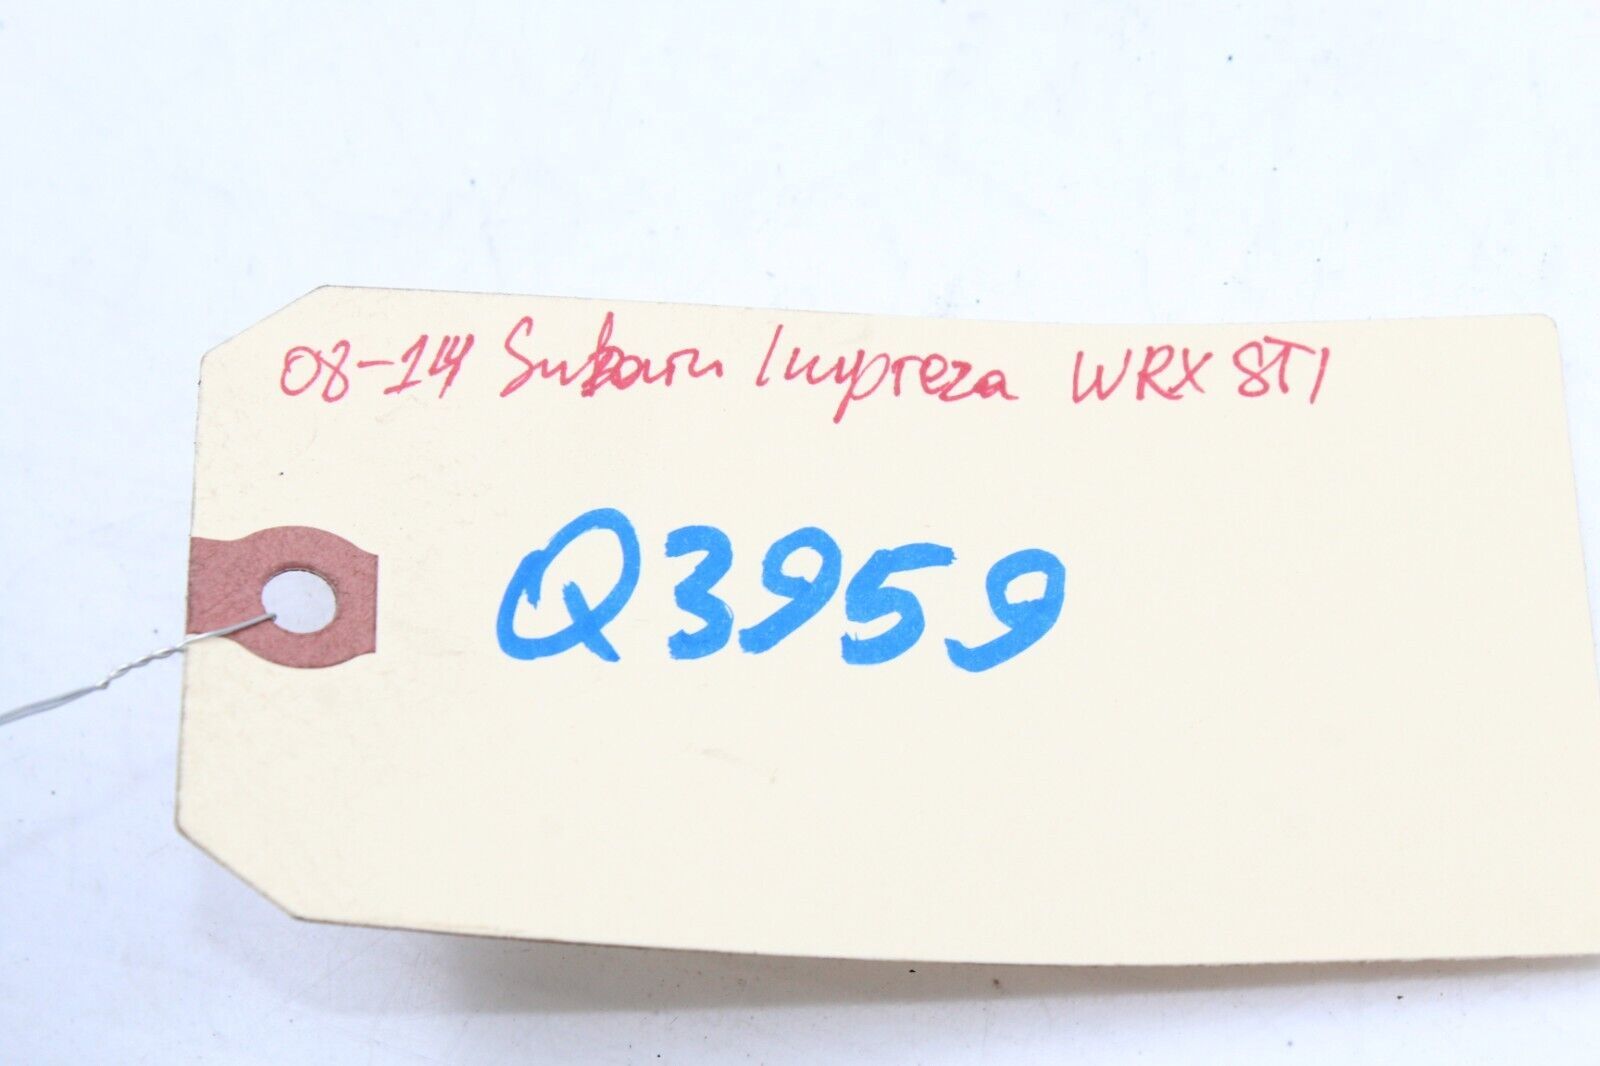 08-14 Subaru Impreza WRX STI
Q3959